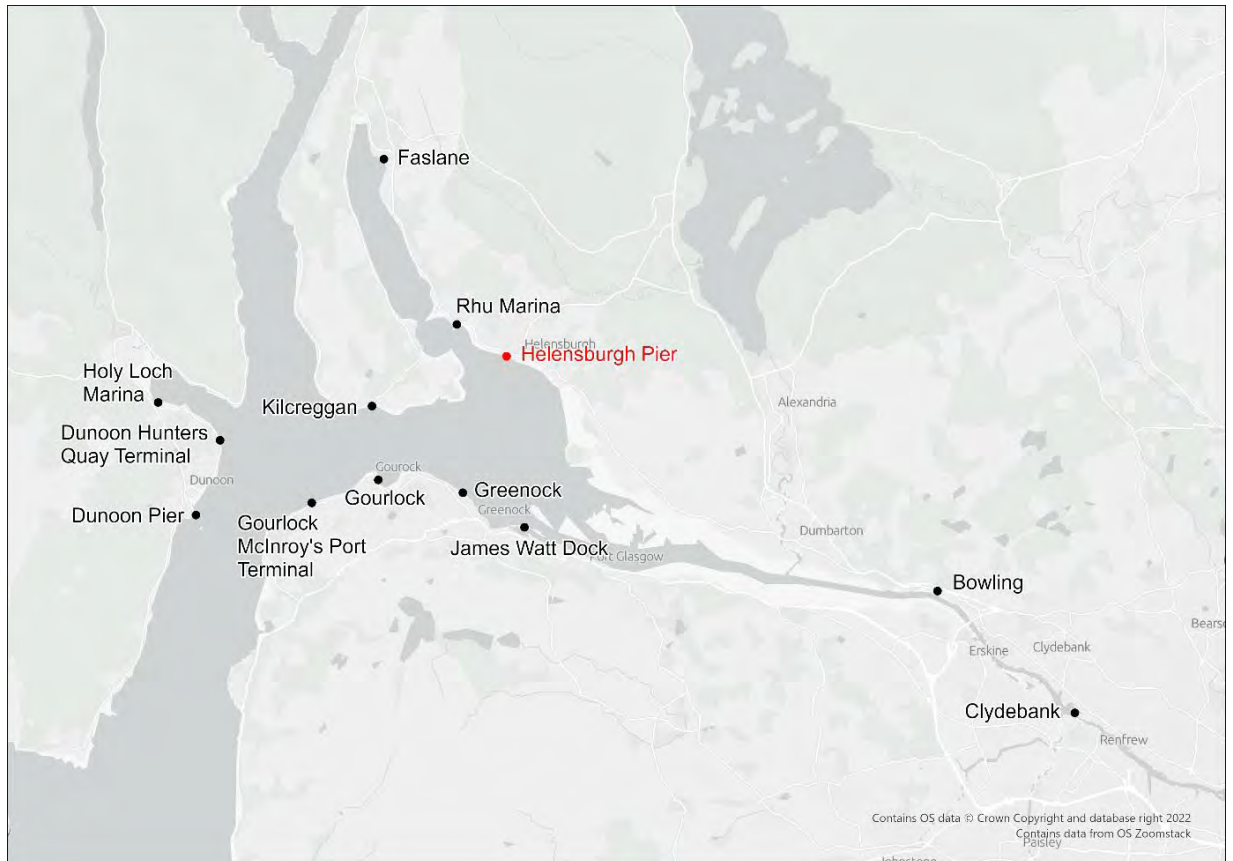 Faslane
Rhu Marina
Helensburgh
Helensburgh Pier
Holy Loch
Marina
Kilcreggan
Alexandria
Dunoon Hunters
Quay Terminal
Dunoon
Gourock
Gourlock
Greenock
Greenock
Dunoon Pier
Gourlock
McInroy's Port
Terminal
James Watt Dock
Port Glasgow
Dumbarton
Bowling
Bears
Erskine
Clydebank
Clydebank
Renfrew
Contains OS data © Crown Copyright and database right 2022
Contains data from OS Zoomstack
Paisley
Johnstone